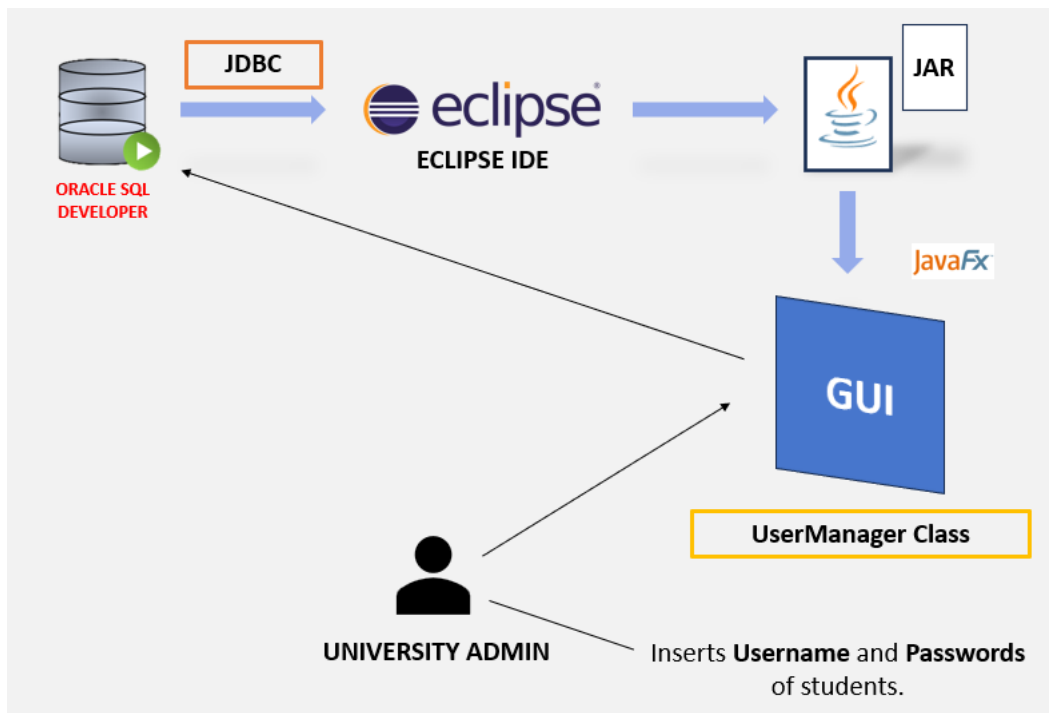 JDBC
JAR
eclipse
ECLIPSE IDE
ORACLE SQL
DEVELOPER
JavaFx
GUI
UserManager Class
UNIVERSITY ADMIN
Inserts Username and Passwords
of students.